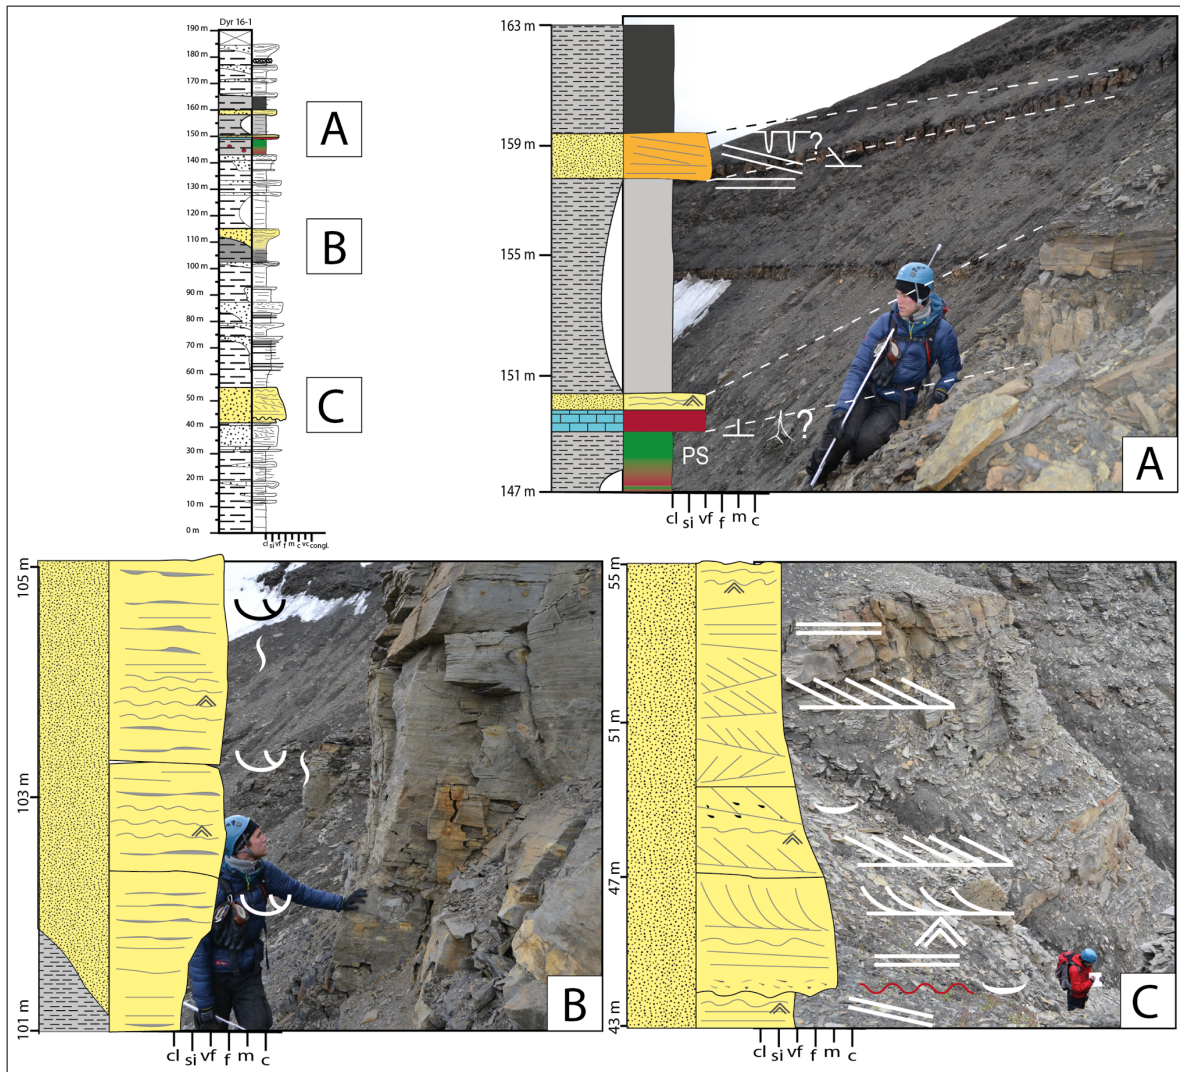 Dyr 16-1
190 m
180 m
170 m
160 m
150 m
140 m
130 m
120 m
110 m
100 m
90 m
80 m
70 m
60 m
50 m
40 m
30 m
20 m
10 m
0 m
cl si vf f m c vc congl.
A
B
C
163 m
159 m
155 m
151 m
147 m
?
?
PS
cl si vf f m c
A
105 m
103 m
101 m
cl si vf f m c
B
55 m
51 m
47 m
43 m
cl si vf f m c
C